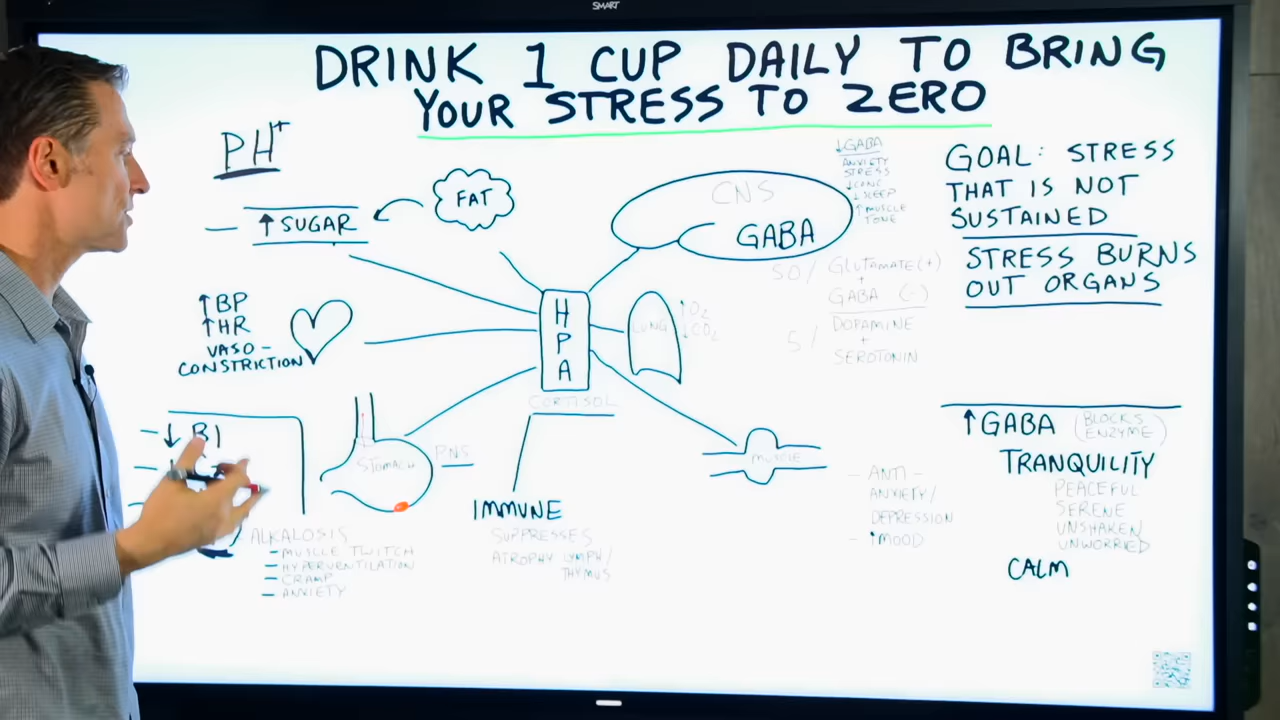 SMART
DRINK 1 CUP DAILY TO BRING
YOUR STRESS TO ZERO
PH+
↑ SUGAR
FAT
CNS
GABA
↓GABA
ANXIETY
STRESS
↓CONC
↓SLEEP
↑MUSCLE
TONE
GOAL: STRESS
THAT IS NOT
SUSTAINED
STRESS BURNS
OUT ORGANS
↑BP
↑HR
VASO-
CONSTRICTION
H
P
A
CORTISOL
LUNG
↑O₂
↓CO₂
50/
GLUTAMATE (+)
+
GABA (-)
DOPAMINE
+
SEROTONIN
- ↓ B1
STOMACH
PNS
IMMUNE
SUPPRESSES
ATROPHY LYMPH/
THYMUS
MUSCLE
- ANTI-
ANXIETY/
DEPRESSION
- ↑MOOD
↑GABA (BLOCKS
ENZYME)
TRANQUILITY
PEACEFUL
SERENE
UNSHAKEN
UNWORRIED
CALM
ALKALOSIS
- MUSCLE TWITCH
- HYPERVENTILATION
- CRAMP
- ANXIETY